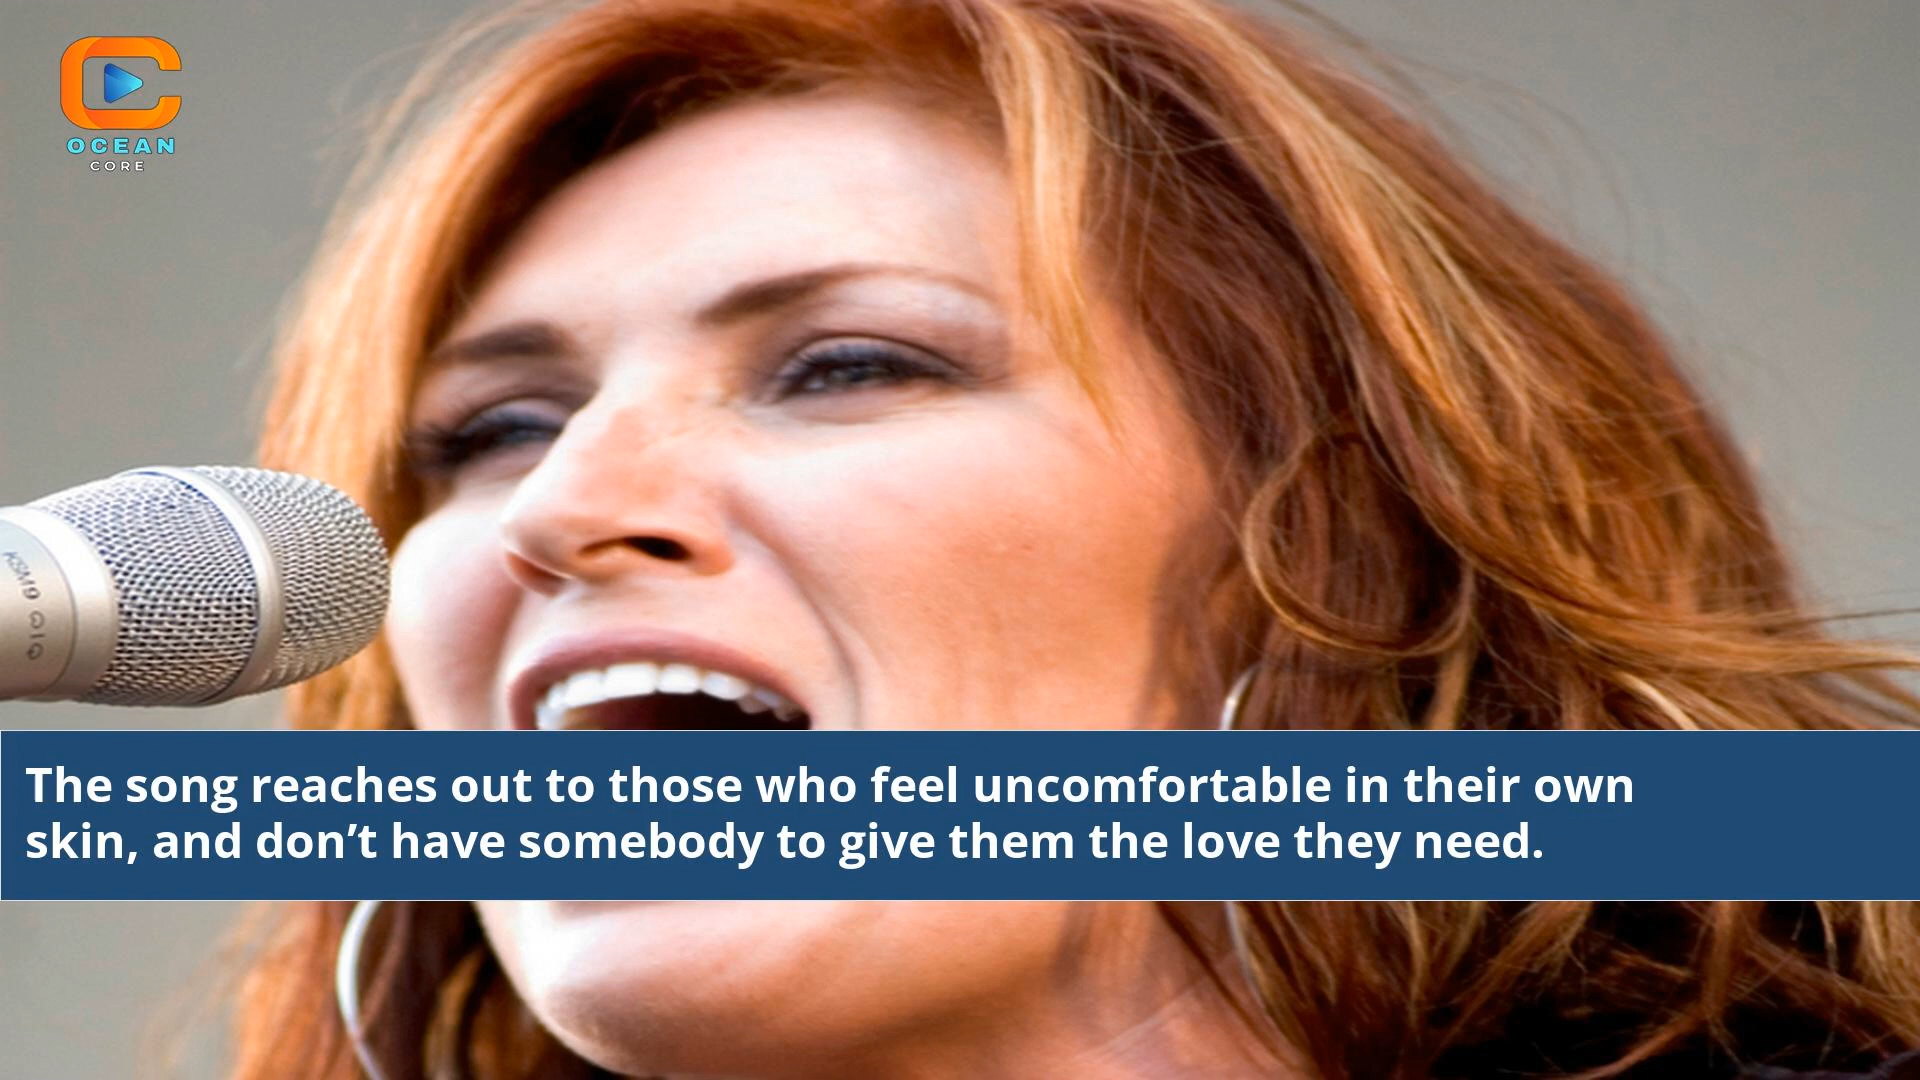 OCEAN
CORE
KSM9
The song reaches out to those who feel uncomfortable in their own
skin, and don’t have somebody to give them the love they need.